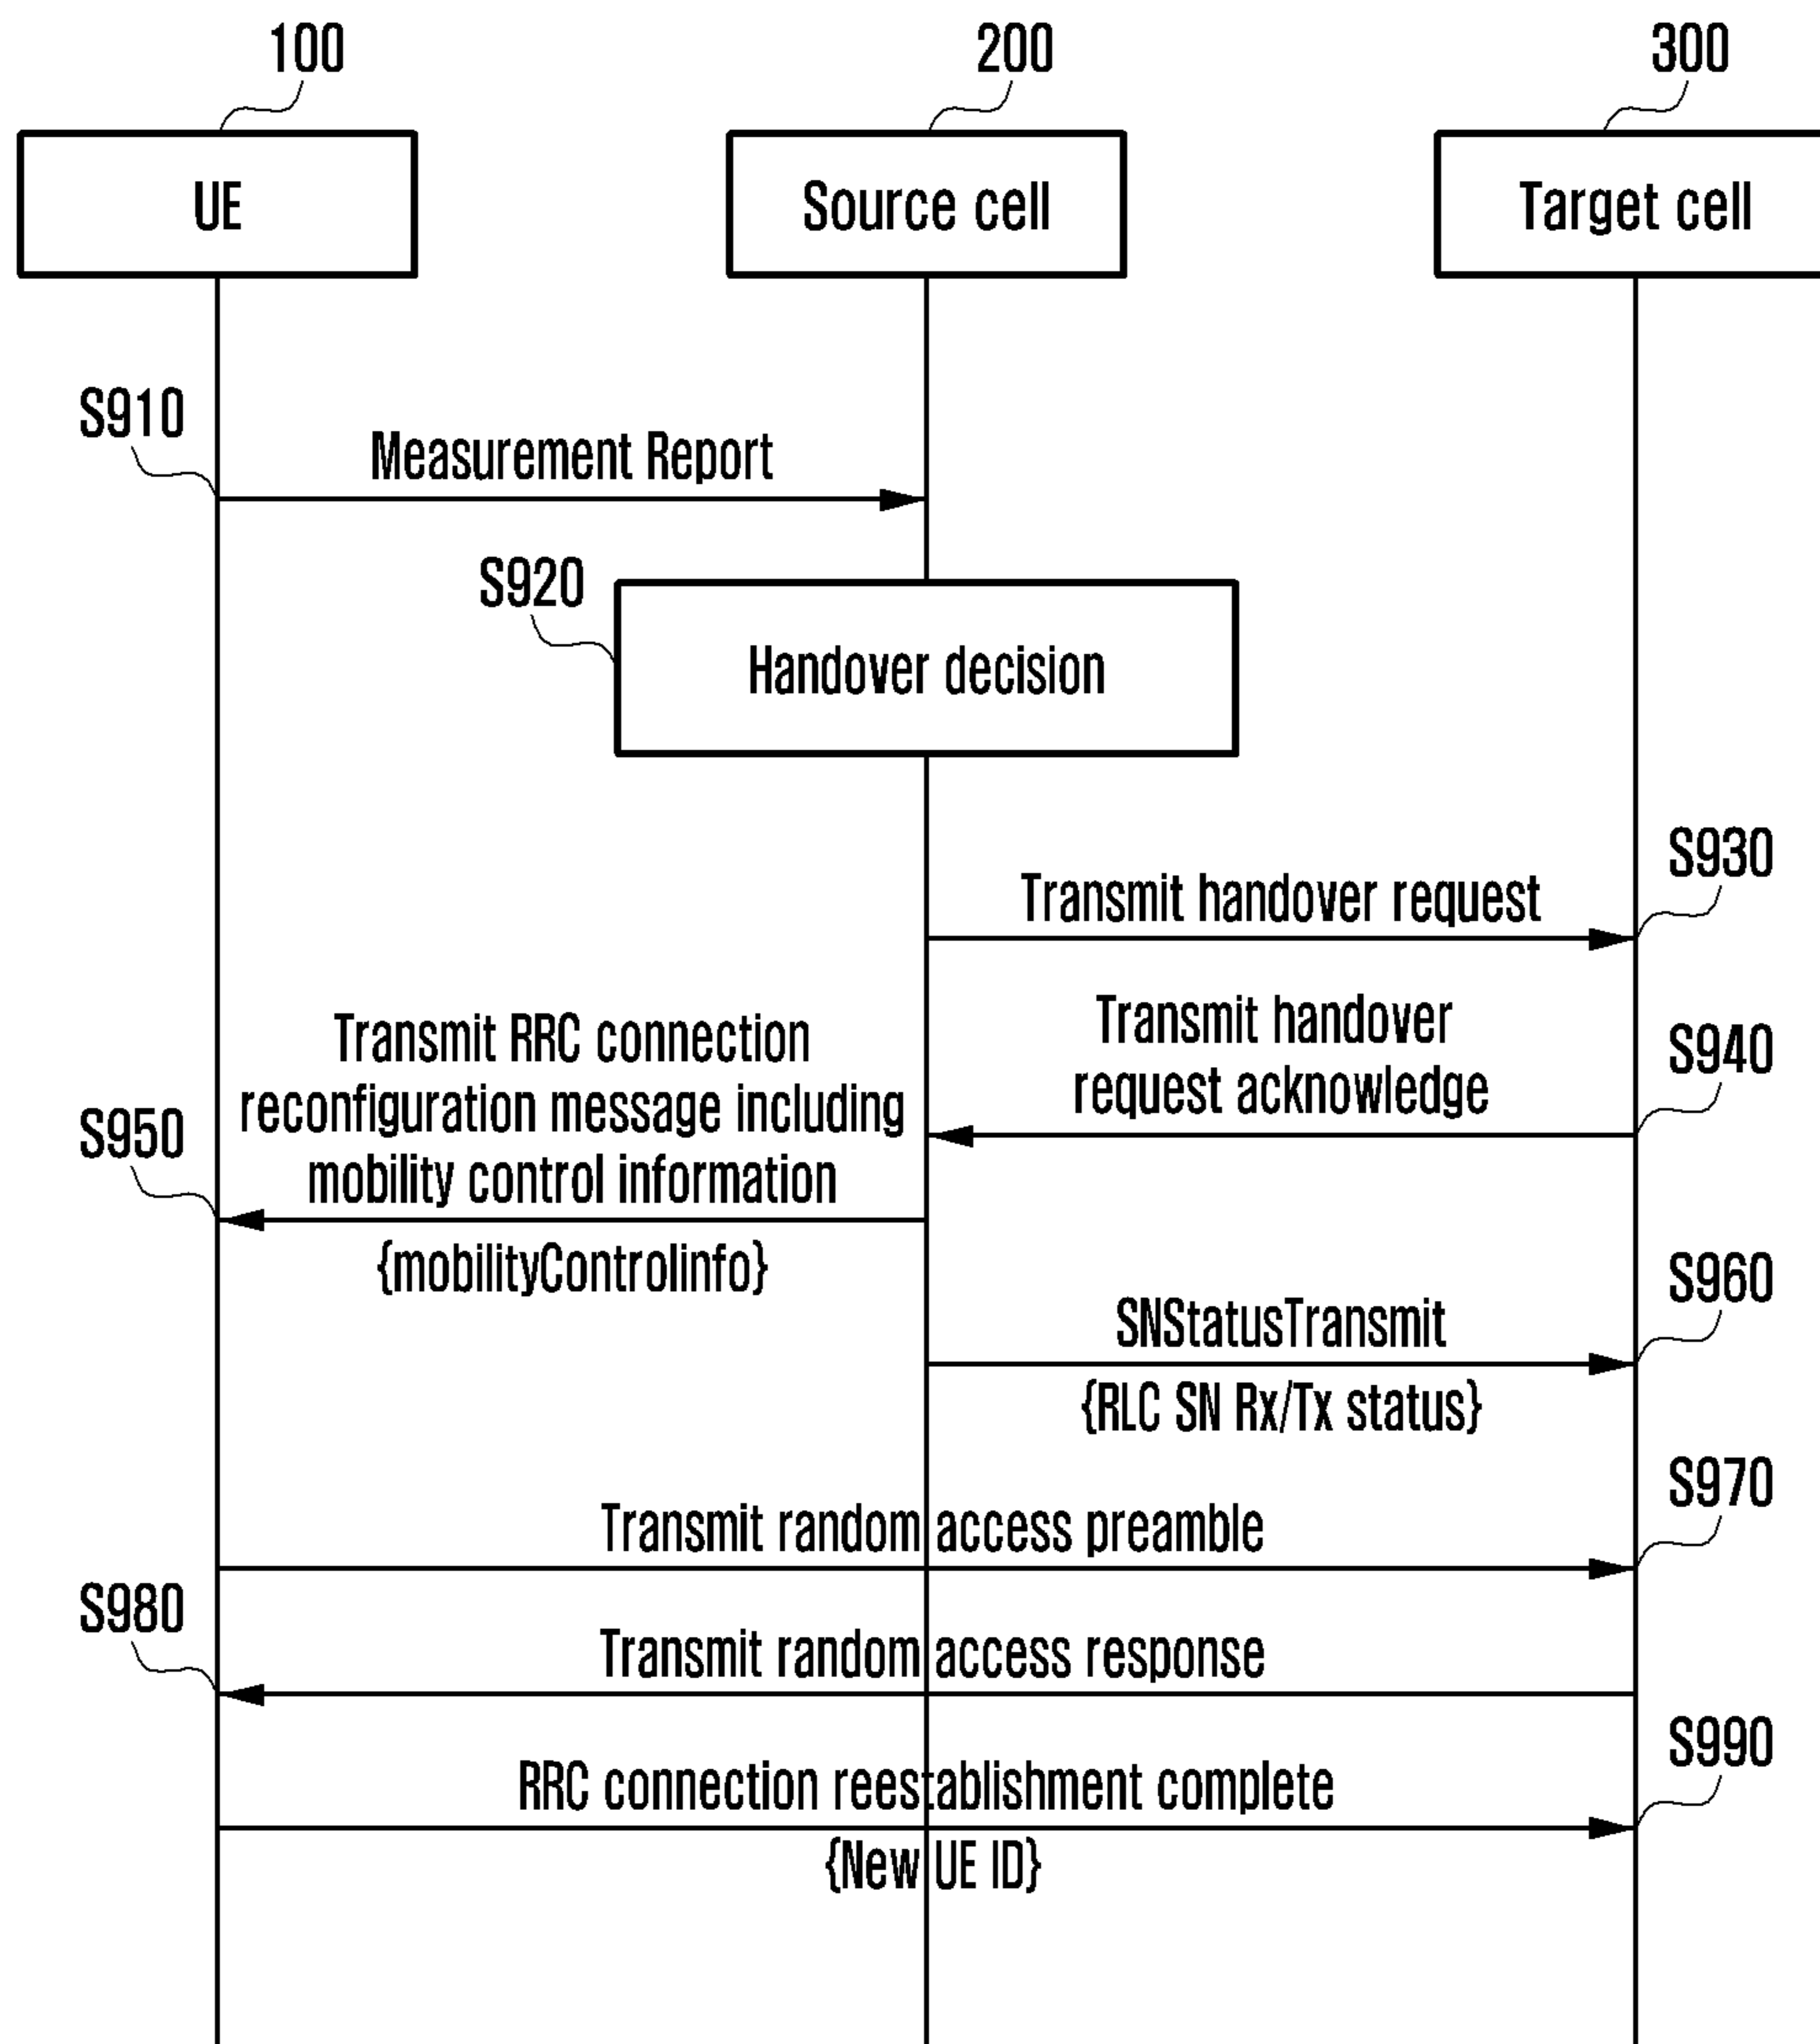 100
200
300
UE
Source cell
Target cell
S910
Measurement Report
S920
Handover decision
S930
Transmit handover request
Transmit handover
request acknowledge
S940
Transmit RRC connection
reconfiguration message including
mobility control information
S950
{mobilityControlinfo}
S960
SNStatusTransmit
{RLC SN Rx/Tx status}
S970
Transmit random access preamble
S980
Transmit random access response
S990
RRC connection reestablishment complete
{New UE ID}